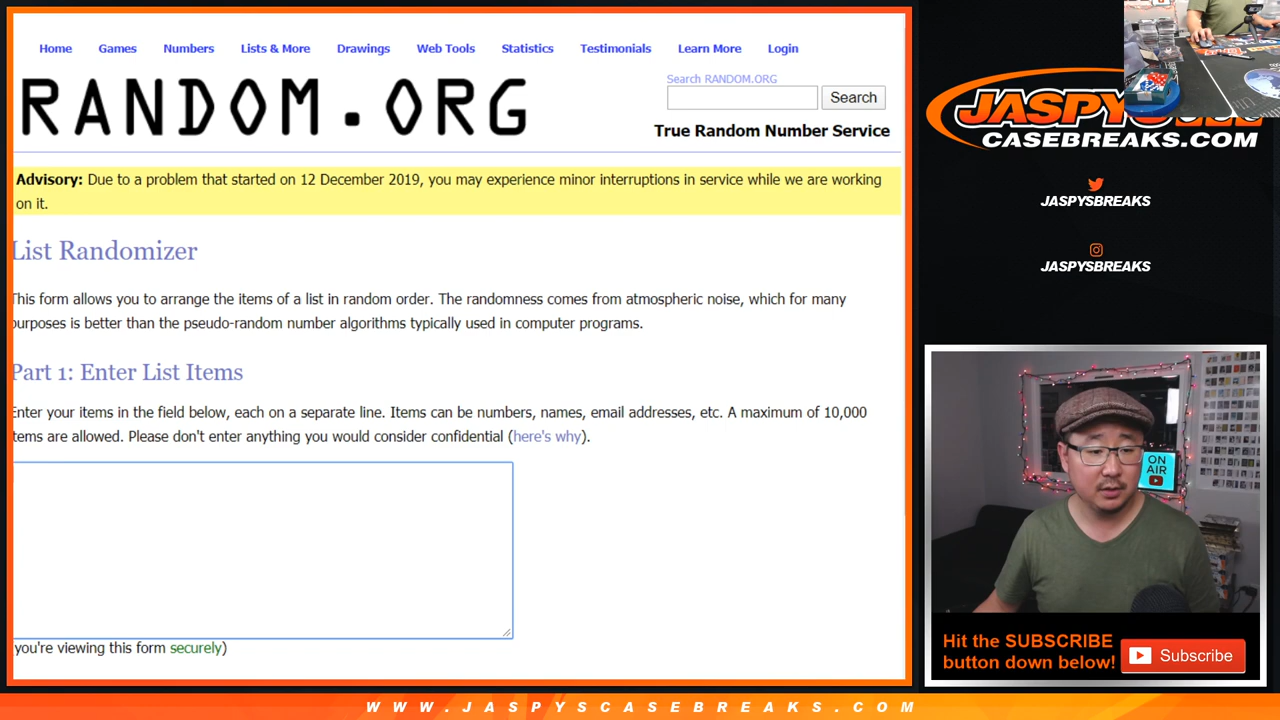 Home Games Numbers Lists & More Drawings Web Tools Statistics Testimonials Learn More Login
RANDOM.ORG
Search RANDOM.ORG
Search
True Random Number Service
Advisory: Due to a problem that started on 12 December 2019, you may experience minor interruptions in service while we are working
on it.
List Randomizer
This form allows you to arrange the items of a list in random order. The randomness comes from atmospheric noise, which for many
purposes is better than the pseudo-random number algorithms typically used in computer programs.
Part 1: Enter List Items
Enter your items in the field below, each on a separate line. Items can be numbers, names, email addresses, etc. A maximum of 10,000
items are allowed. Please don't enter anything you would consider confidential (here's why).
you're viewing this form securely)
CASEBREAKS.COM
JASPYSBREAKS
JASPYSBREAKS
ON
AIR
Hit the SUBSCRIBE
button down below!
Subscribe
WWW.JASPYSCASEBREAKS.COM